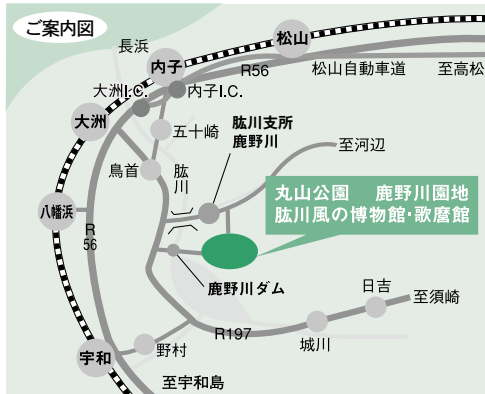 ご案内図
長浜
松山
内子
R56
松山自動車道
至高松
大洲I.C.
内子I.C.
大洲
五十崎
肱川支所
鹿野川
至河辺
鳥首
肱川
丸山公園 鹿野川園地
肱川風の博物館・歌麿館
八幡浜
R
56
鹿野川ダム
日吉
至須崎
R197
城川
野村
宇和
至宇和島